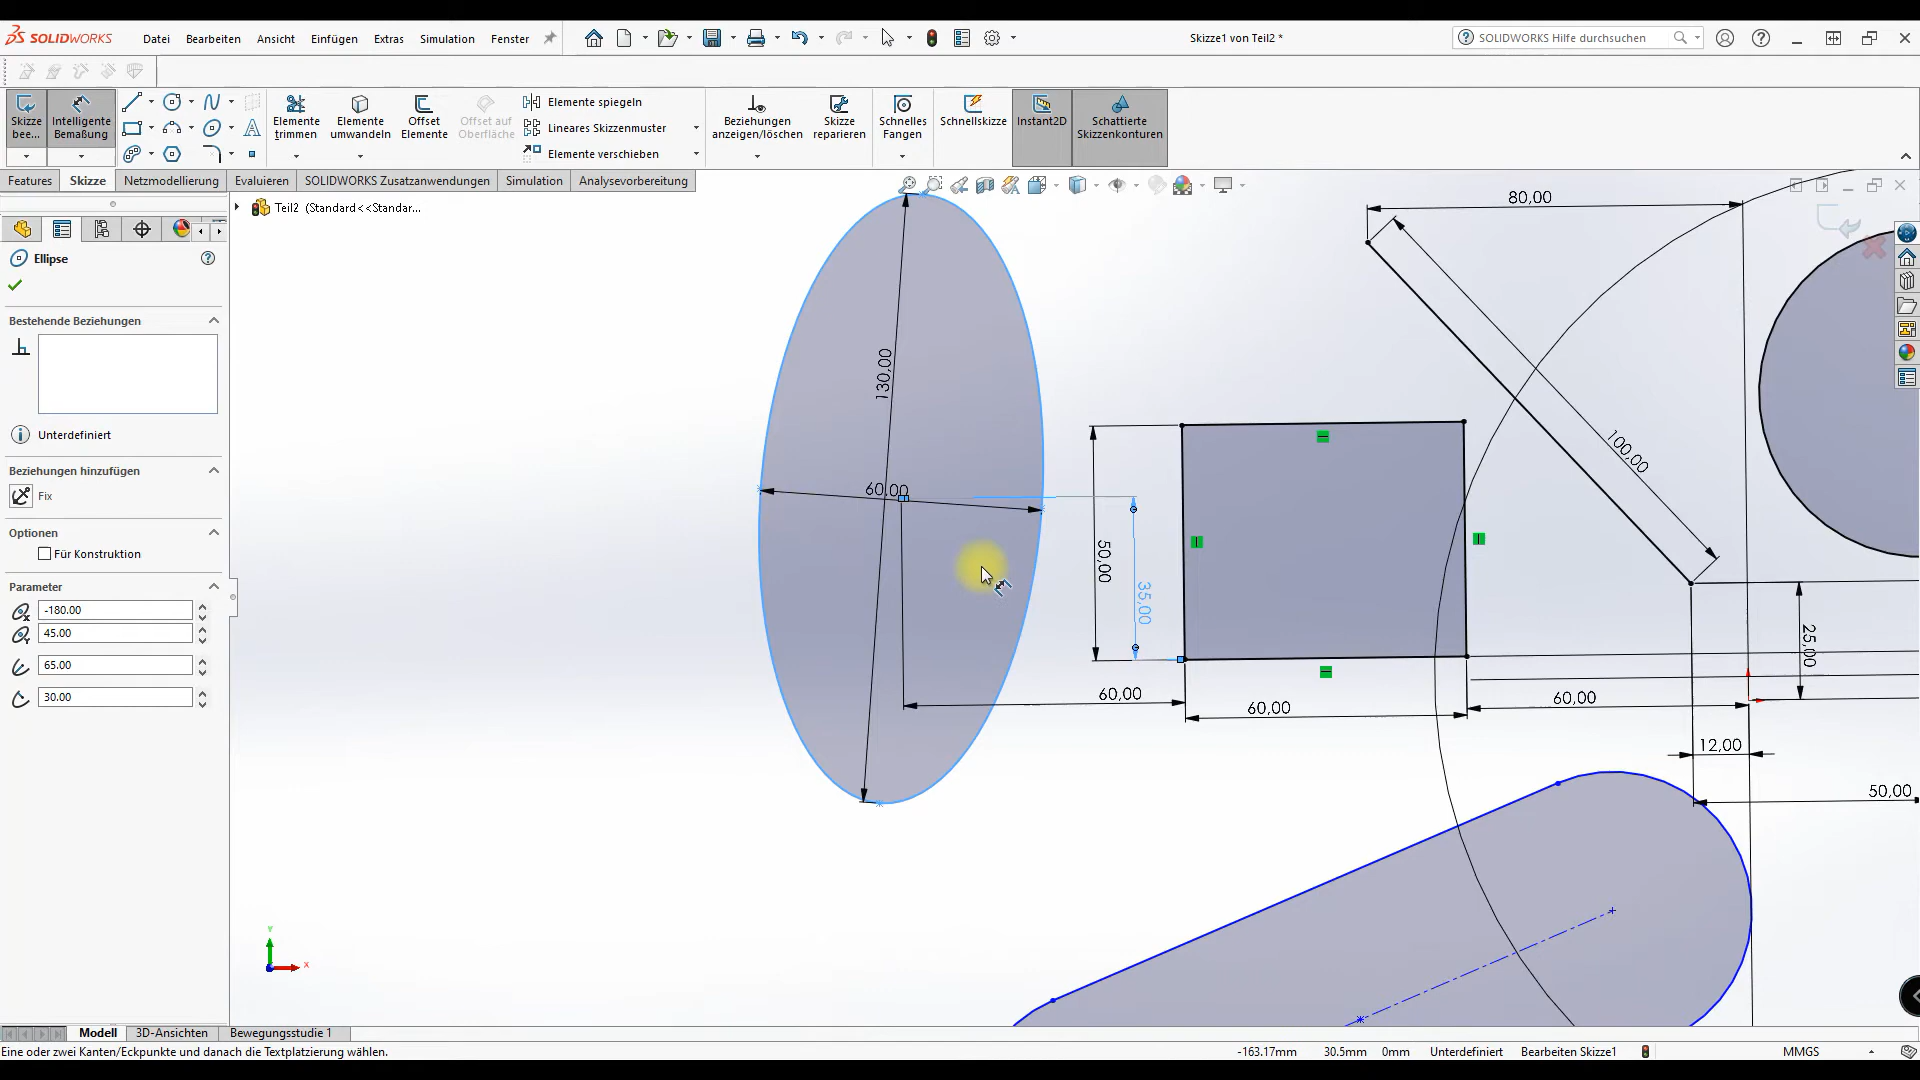 SOLIDWORKS
Datei
Bearbeiten
Ansicht
Einfügen
Extras
Simulation
Fenster
Skizze1 von Teil2 *
SOLIDWORKS Hilfe durchsuchen
Skizze
bee...
Intelligente
Bemaßung
Elemente
trimmen
Elemente
umwandeln
Offset
Elemente
Offset auf
Oberfläche
Elemente spiegeln
Lineares Skizzenmuster
Elemente verschieben
Beziehungen
anzeigen/löschen
Skizze
reparieren
Schnelles
Fangen
Schnellskizze
Instant2D
Schattierte
Skizzenkonturen
Features
Skizze
Netzmodellierung
Evaluieren
SOLIDWORKS Zusatzanwendungen
Simulation
Analysevorbereitung
Teil2 (Standard<<Standar...
Ellipse
Bestehende Beziehungen
Unterdefiniert
Beziehungen hinzufügen
Fix
Optionen
Für Konstruktion
Parameter
-180.00
45.00
65.00
30.00
130,00
60,00
50,00
35,00
60,00
60,00
60,00
80,00
100,00
25,00
12,00
50,00
Y
X
Modell
3D-Ansichten
Bewegungsstudie 1
Eine oder zwei Kanten/Eckpunkte und danach die Textplatzierung wählen.
-163.17mm
30.5mm
0mm
Unterdefiniert
Bearbeiten Skizze1
MMGS